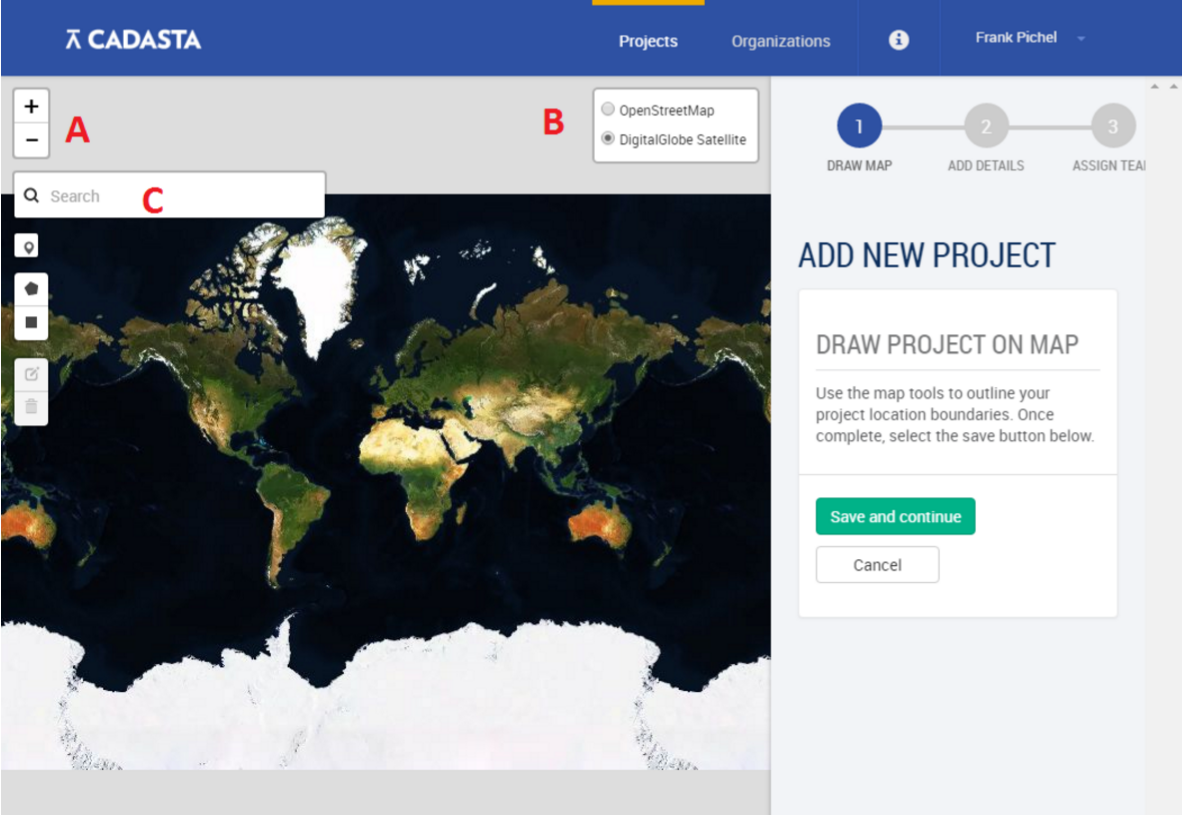 CADASTA
Projects
Organizations
Frank Pichel
+
−
A
B
OpenStreetMap
DigitalGlobe Satellite
Search
C
1
2
3
DRAW MAP
ADD DETAILS
ASSIGN TEA
ADD NEW PROJECT
DRAW PROJECT ON MAP
Use the map tools to outline your
project location boundaries. Once
complete, select the save button below.
Save and continue
Cancel